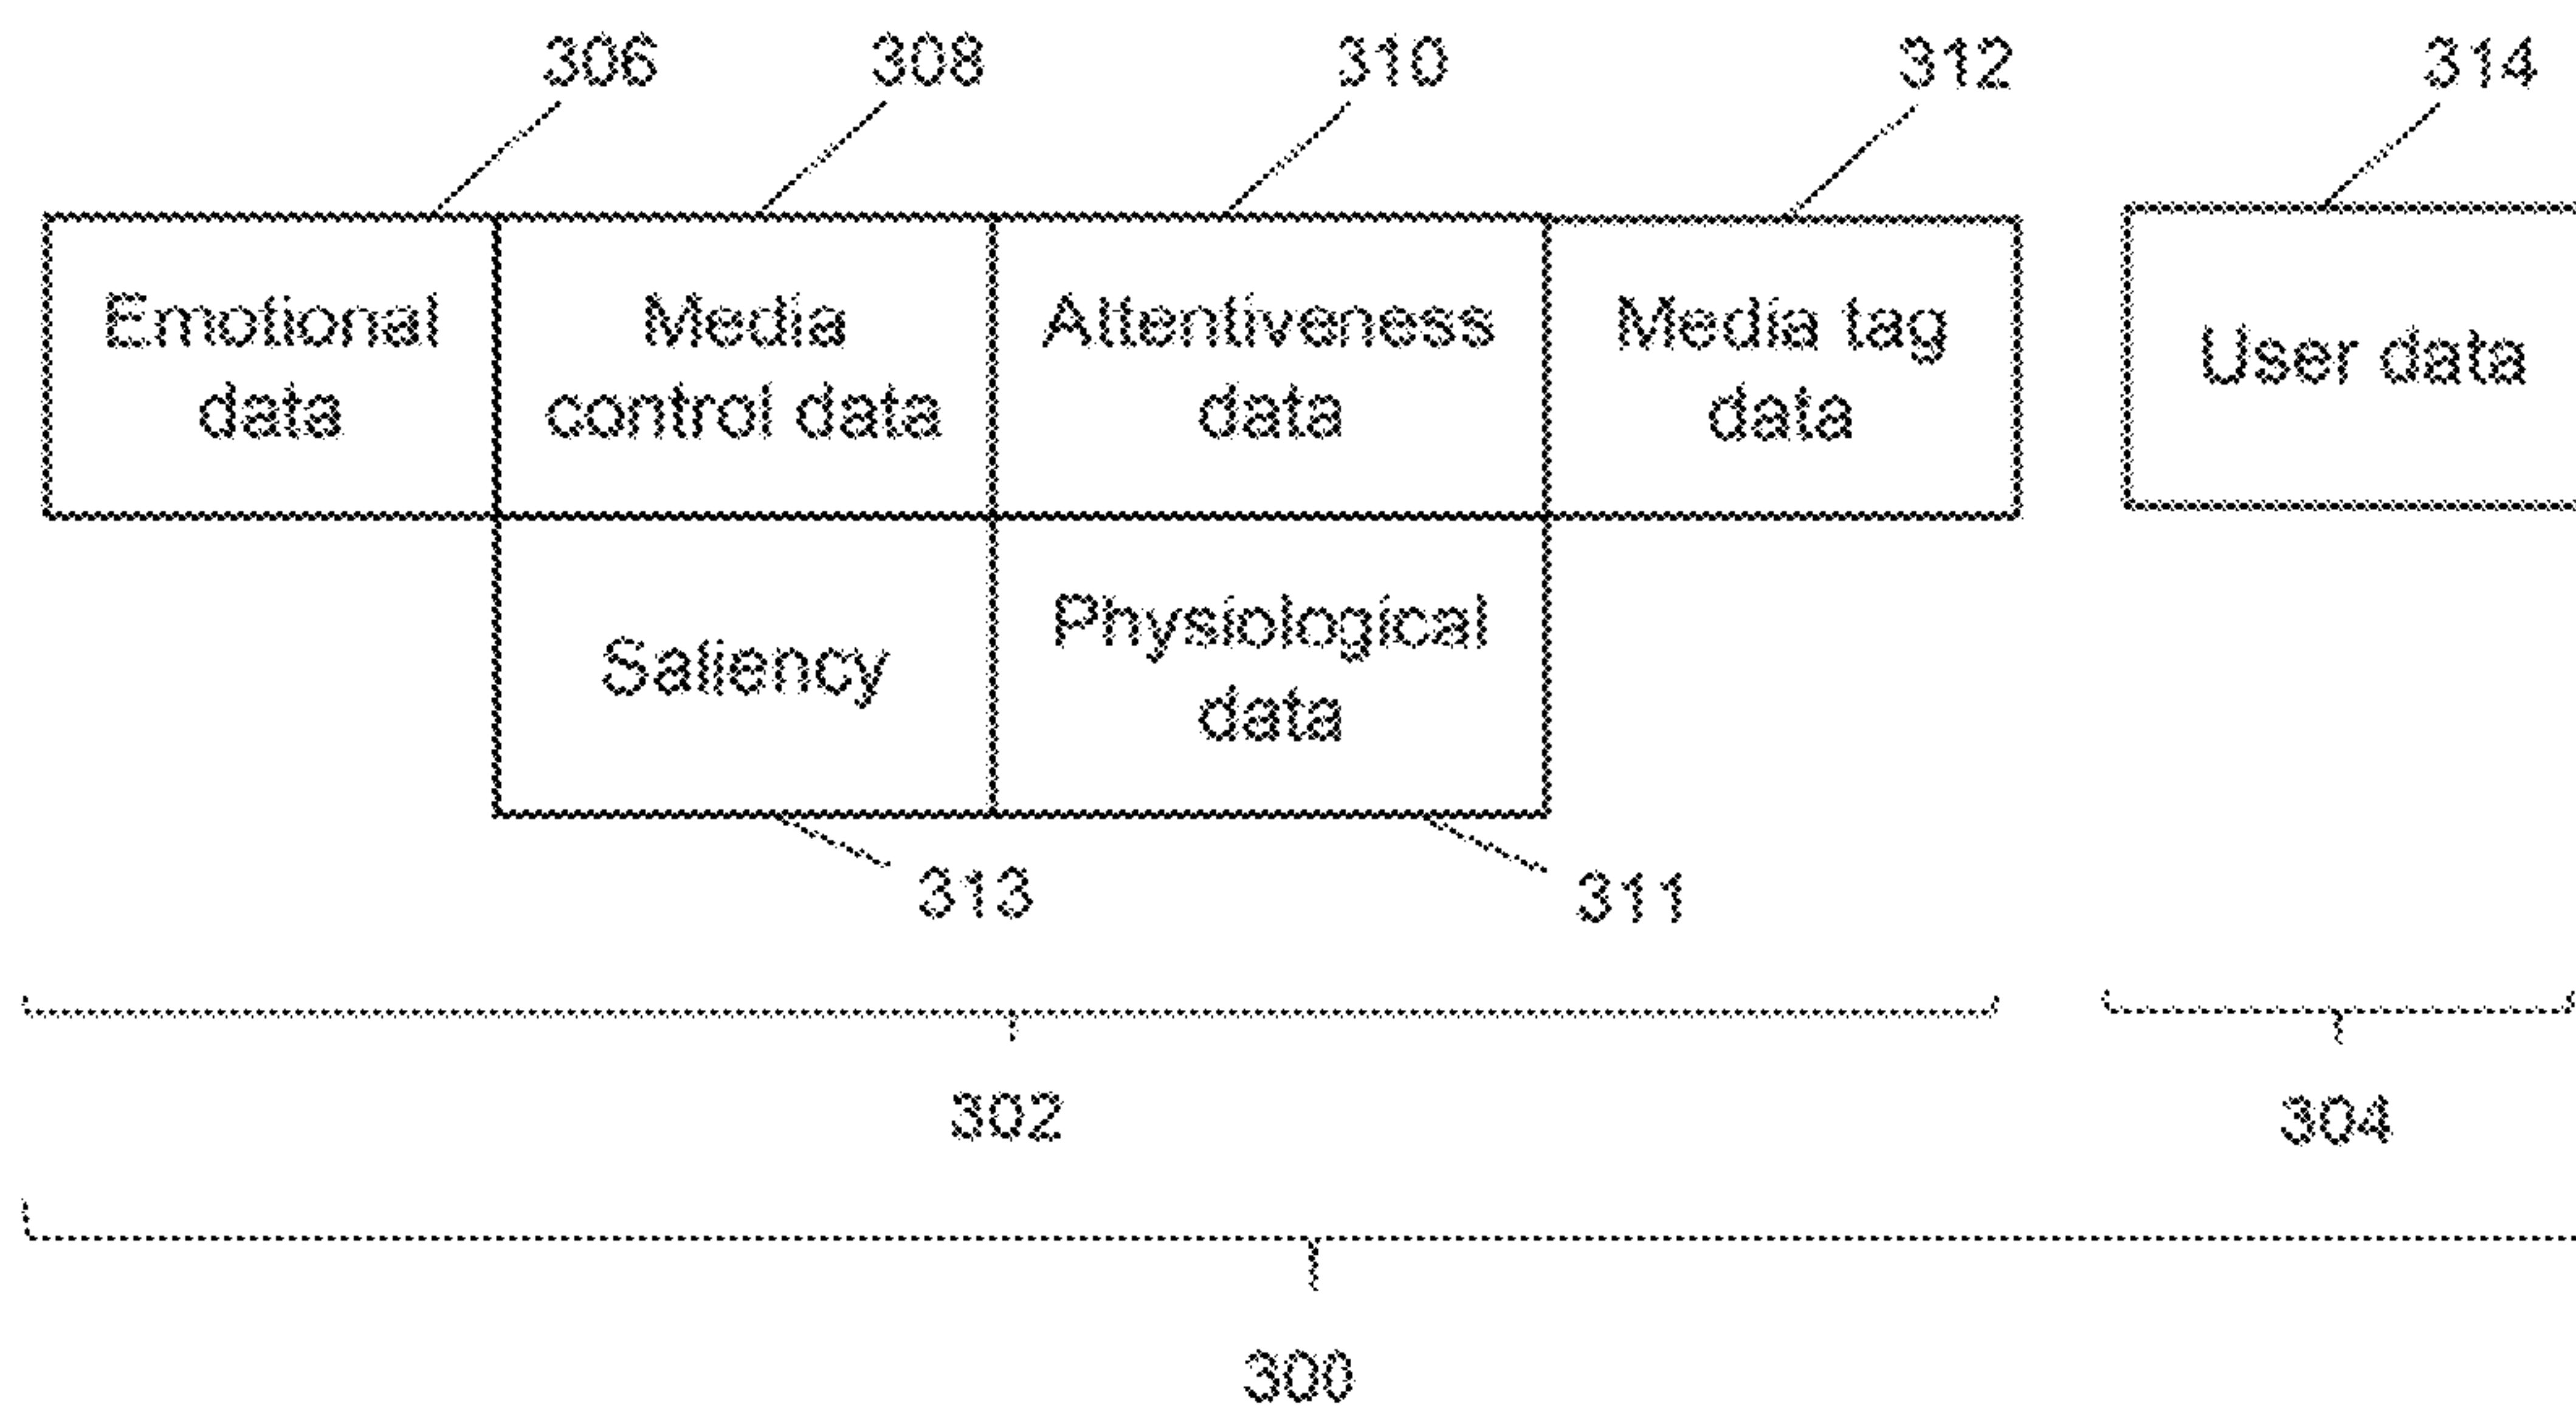 306 308 310 312 314
Emotional
data
Media
control data
Attentiveness
data
Media tag
data
User data
Saliency
Physiological
data
313 311
302 304
300